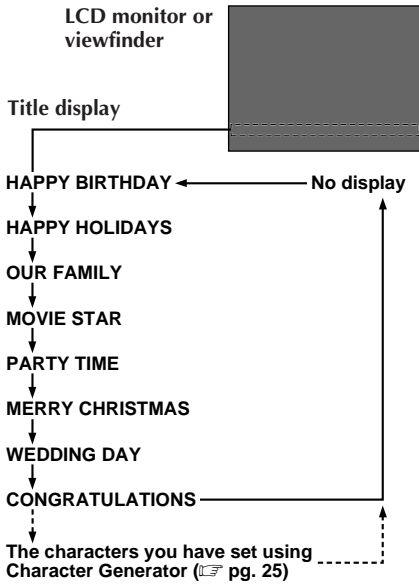 LCD monitor or
viewfinder
Title display
HAPPY BIRTHDAY
No display
HAPPY HOLIDAYS
OUR FAMILY
MOVIE STAR
PARTY TIME
MERRY CHRISTMAS
WEDDING DAY
CONGRATULATIONS
The characters you have set using
Character Generator (☞ pg. 25)